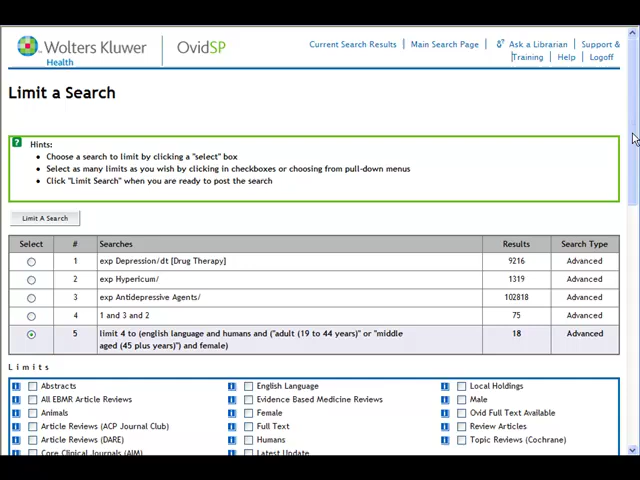 Wolters Kluwer
Health
OvidSP
Current Search Results | Main Search Page | Ask a Librarian | Support &
Training | Help | Logoff
Limit a Search
? Hints:
• Choose a search to limit by clicking a "select" box
• Select as many limits as you wish by clicking in checkboxes or choosing from pull-down menus
• Click "Limit Search" when you are ready to post the search
Limit A Search
Select # Searches Results Search Type
1 exp Depression/dt [Drug Therapy] 9216 Advanced
2 exp Hypericum/ 1319 Advanced
3 exp Antidepressive Agents/ 102818 Advanced
4 1 and 3 and 2 75 Advanced
5 limit 4 to (english language and humans and ("adult (19 to 44 years)" or "middle 18 Advanced
aged (45 plus years)") and female)
Limits
Abstracts English Language Local Holdings
All EBMR Article Reviews Evidence Based Medicine Reviews Male
Animals Female Ovid Full Text Available
Article Reviews (ACP Journal Club) Full Text Review Articles
Article Reviews (DARE) Humans Topic Reviews (Cochrane)
Core Clinical Journals (AIM) Latest Update